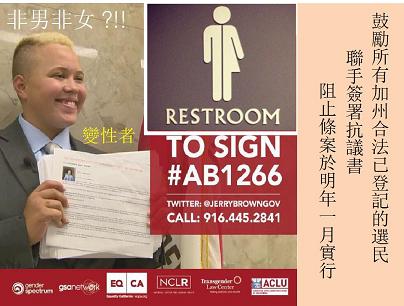 非男非女?!!
變性者
RESTROOM
TO SIGN
#AB1266
TWITTER: @JERRYBROWNGOV
CALL: 916.445.2841
鼓勵所有加州合法已登記的選民
聯手簽署抗議書
阻止條案於明年一月實行
gender
spectrum
gsanetwork
EQ CA
NCLR
Transgender
Law Center
ACLU